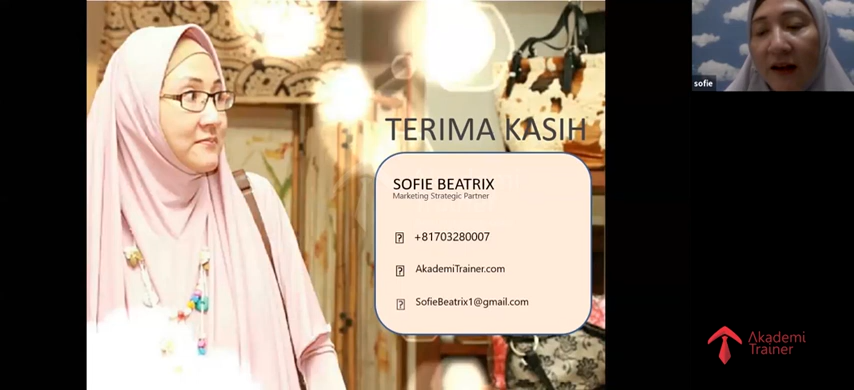 TERIMA KASIH
SOFIE BEATRIX
Marketing Strategic Partner
+81703280007
AkademiTrainer.com
SofieBeatrix1@gmail.com
sofie
Akademi
Trainer